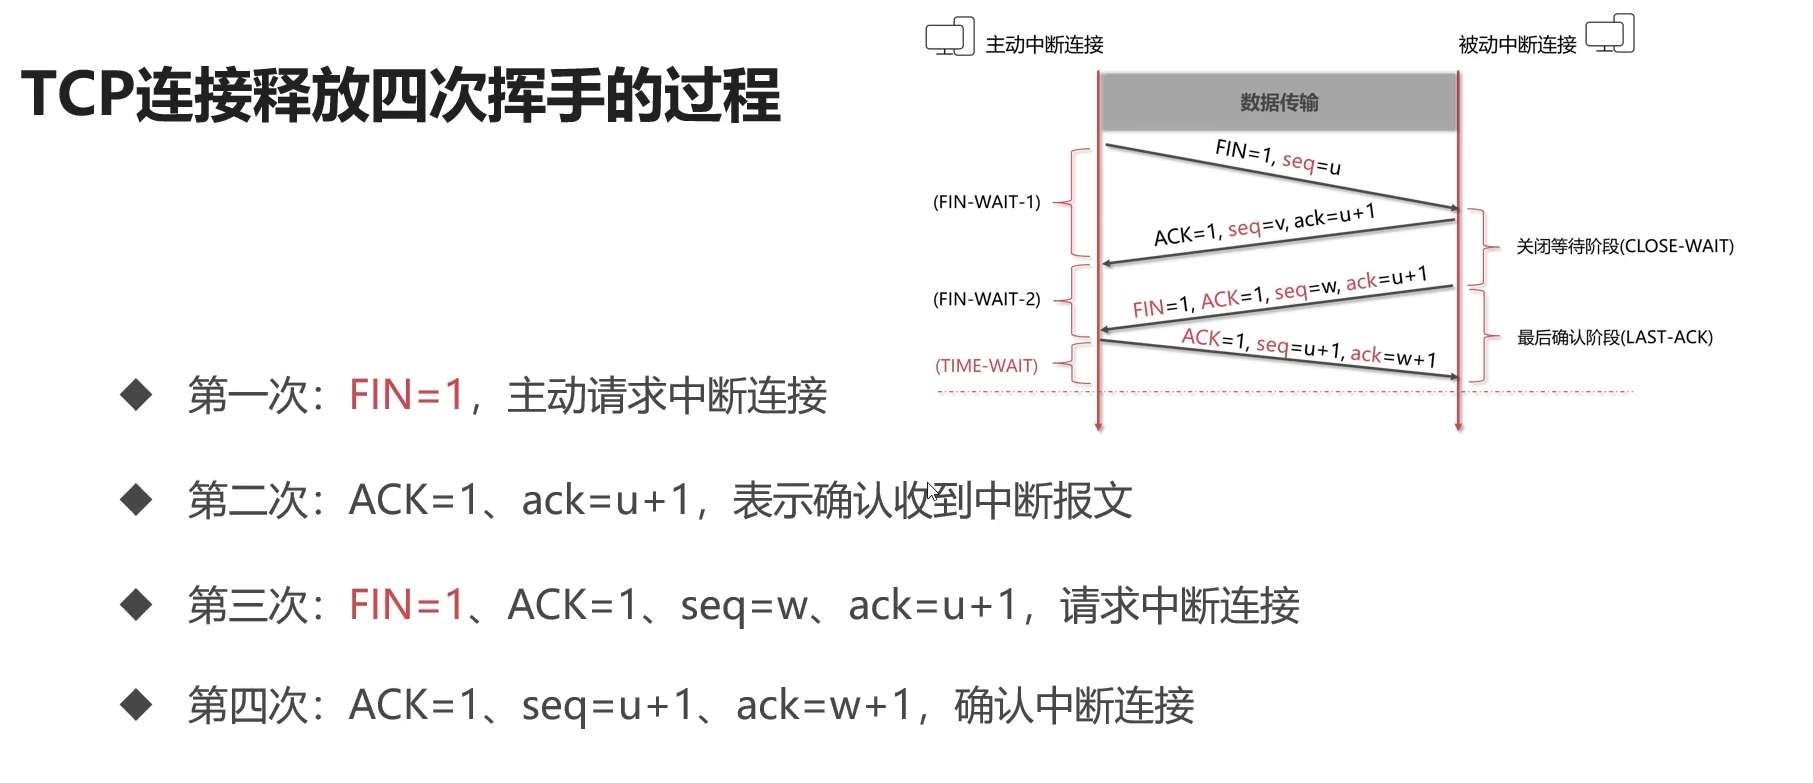 TCP连接释放四次挥手的过程
主动中断连接
被动中断连接
数据传输
FIN=1, seq=u
(FIN-WAIT-1)
ACK=1, seq=v, ack=u+1
关闭等待阶段(CLOSE-WAIT)
(FIN-WAIT-2)
FIN=1, ACK=1, seq=w, ack=u+1
最后确认阶段(LAST-ACK)
ACK=1, seq=u+1, ack=w+1
(TIME-WAIT)
第一次：FIN=1，主动请求中断连接
第二次：ACK=1、ack=u+1，表示确认收到中断报文
第三次：FIN=1、ACK=1、seq=w、ack=u+1，请求中断连接
第四次：ACK=1、seq=u+1、ack=w+1，确认中断连接